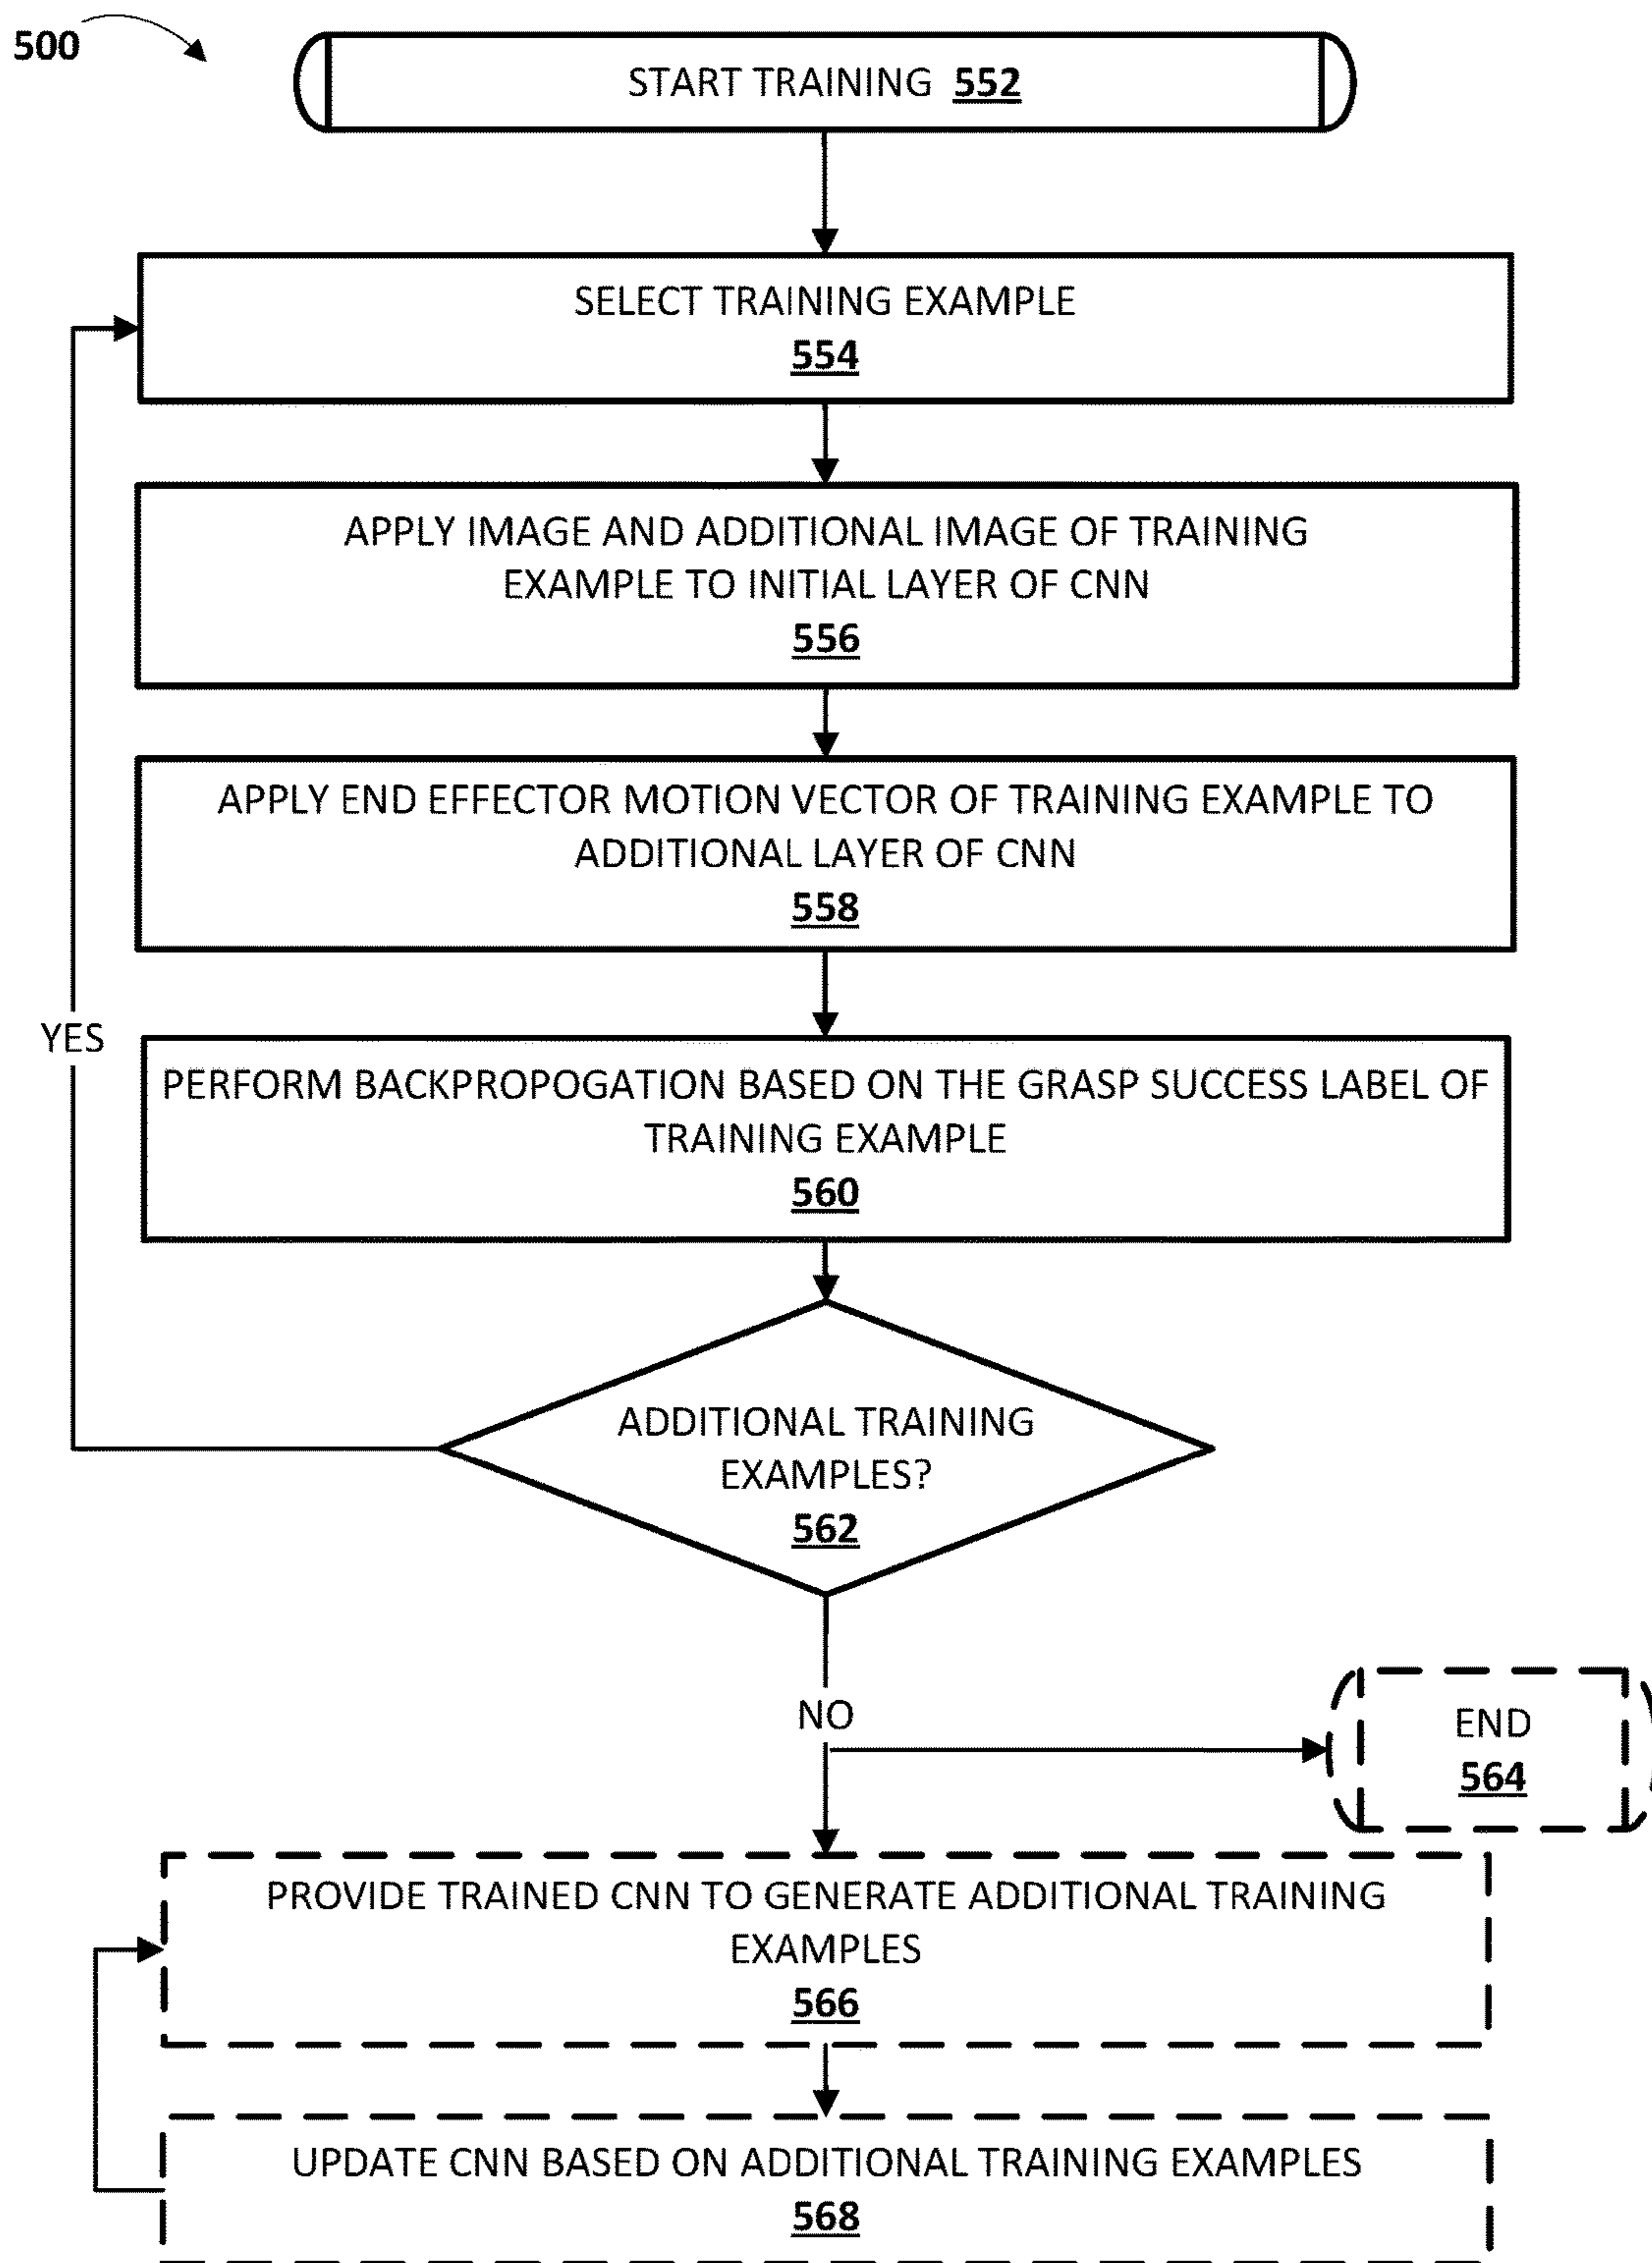 500
START TRAINING 552
SELECT TRAINING EXAMPLE
554
APPLY IMAGE AND ADDITIONAL IMAGE OF TRAINING
EXAMPLE TO INITIAL LAYER OF CNN
556
APPLY END EFFECTOR MOTION VECTOR OF TRAINING EXAMPLE TO
ADDITIONAL LAYER OF CNN
558
YES
PERFORM BACKPROPOGATION BASED ON THE GRASP SUCCESS LABEL OF
TRAINING EXAMPLE
560
ADDITIONAL TRAINING
EXAMPLES?
562
NO
END
564
PROVIDE TRAINED CNN TO GENERATE ADDITIONAL TRAINING
EXAMPLES
566
UPDATE CNN BASED ON ADDITIONAL TRAINING EXAMPLES
568